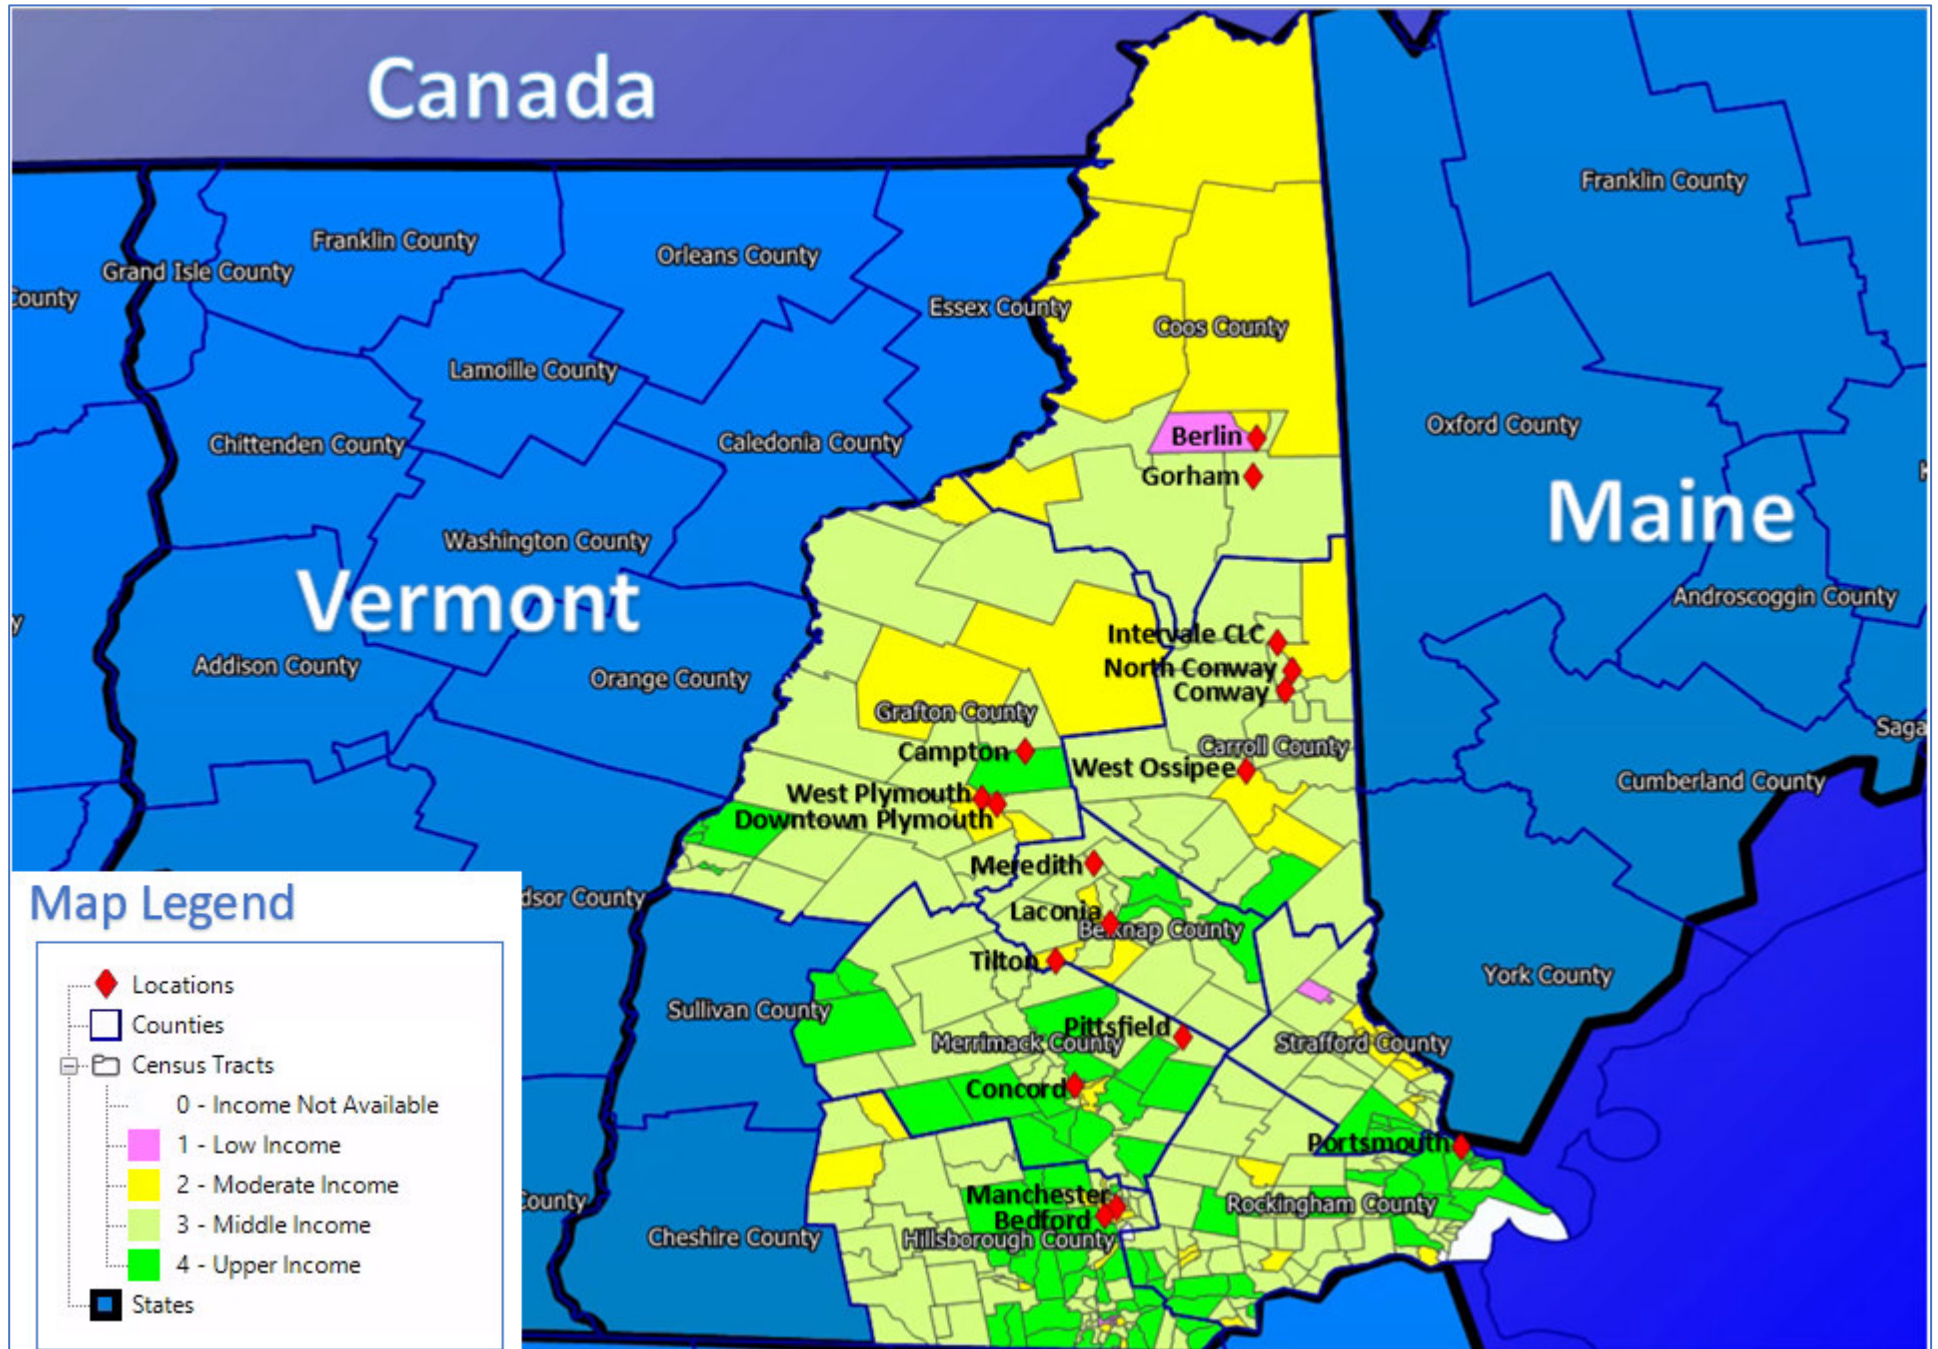 Canada
Franklin County
Franklin County
Orleans County
Grand Isle County
County
Essex County
Coos County
Lamoille County
Oxford County
Chittenden County
Caledonia County
Berlin
Gorham
Maine
Washington County
Vermont
Androscoggin County
Intervale CLC
Addison County
Orange County
North Conway
Conway
Grafton County
Saga
Campton
Carroll County
West Ossipee
Cumberland County
West Plymouth
Downtown Plymouth
Meredith
dsor County
Laconia
Belknap County
Tilton
York County
Sullivan County
Pittsfield
Merrimack County
Strafford County
Concord
Portsmouth
Manchester
County
Rockingham County
Bedford
Cheshire County
Hillsborough County
Map Legend
Locations
Counties
Census Tracts
0 - Income Not Available
1 - Low Income
2 - Moderate Income
3 - Middle Income
4 - Upper Income
States